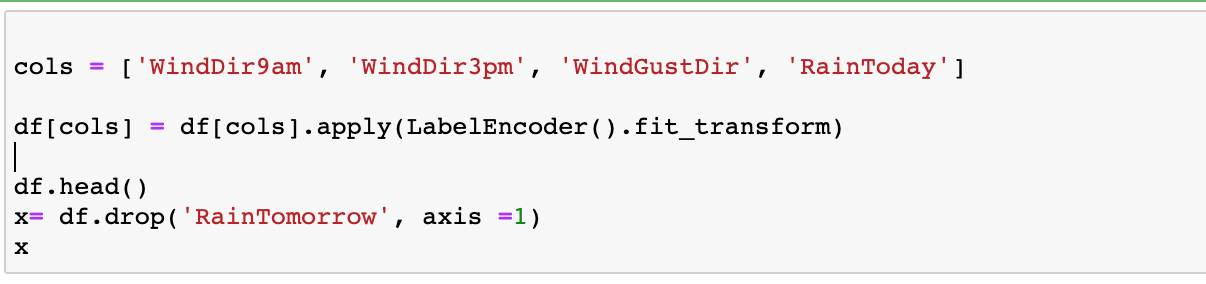 cols = ['WindDir9am', 'WindDir3pm', 'WindGustDir', 'RainToday']
df[cols] = df[cols].apply(LabelEncoder().fit_transform)
df.head()
x= df.drop('RainTomorrow', axis =1)
x